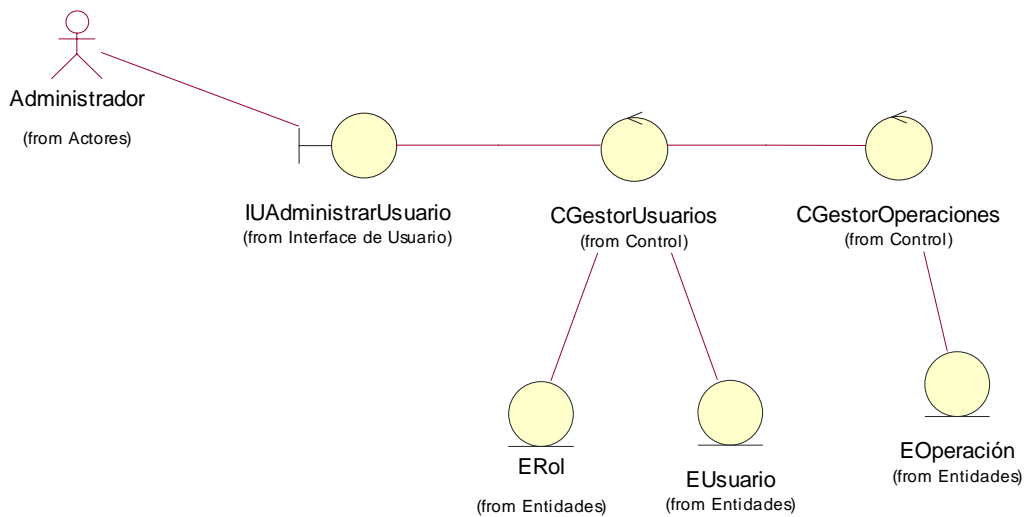 Administrador
(from Actores)
IUAdministrarUsuario
(from Interface de Usuario)
CGestorUsuarios
(from Control)
CGestorOperaciones
(from Control)
ERol
(from Entidades)
EUsuario
(from Entidades)
EOperación
(from Entidades)